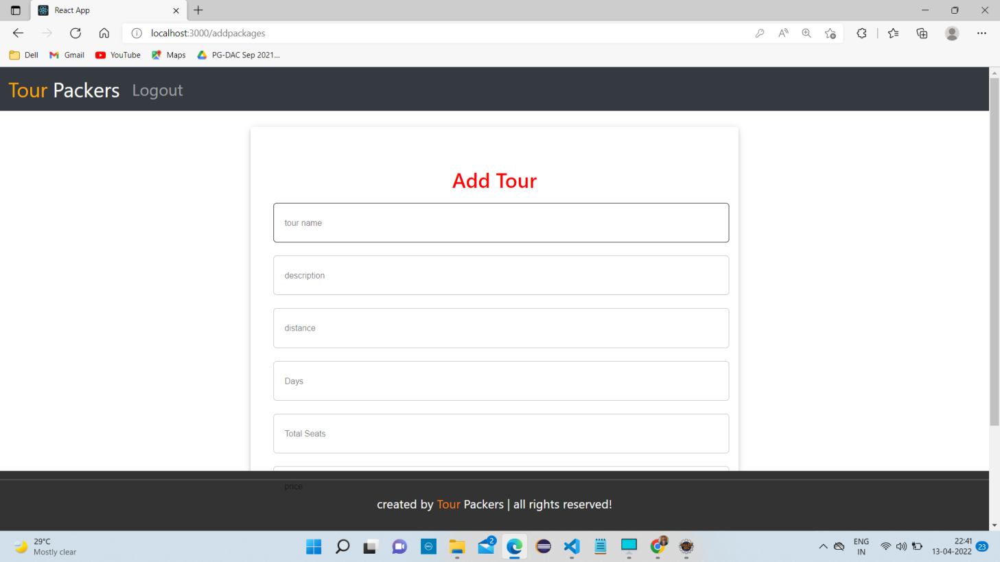 React App
localhost:3000/addpackages
Dell
Gmail
YouTube
Maps
PG-DAC Sep 2021...
Tour Packers
Logout
Add Tour
tour name
description
distance
Days
Total Seats
price
created by Tour Packers | all rights reserved!
29°C
Mostly clear
2
ENG
IN
22:41
13-04-2022
23